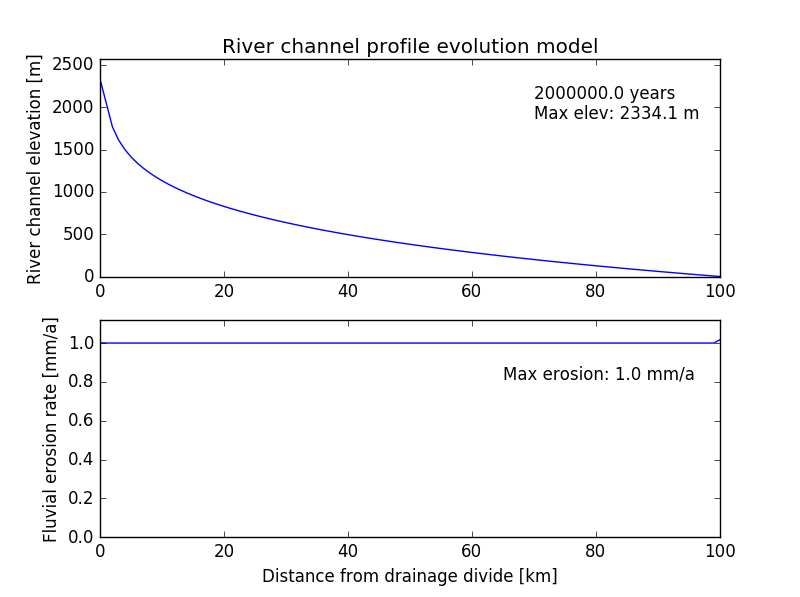 River channel profile evolution model
River channel elevation [m]
2500
2000
1500
1000
500
0
2000000.0 years
Max elev: 2334.1 m
0 20 40 60 80 100
Fluvial erosion rate [mm/a]
1.0
0.8
0.6
0.4
0.2
0.0
Max erosion: 1.0 mm/a
0 20 40 60 80 100
Distance from drainage divide [km]